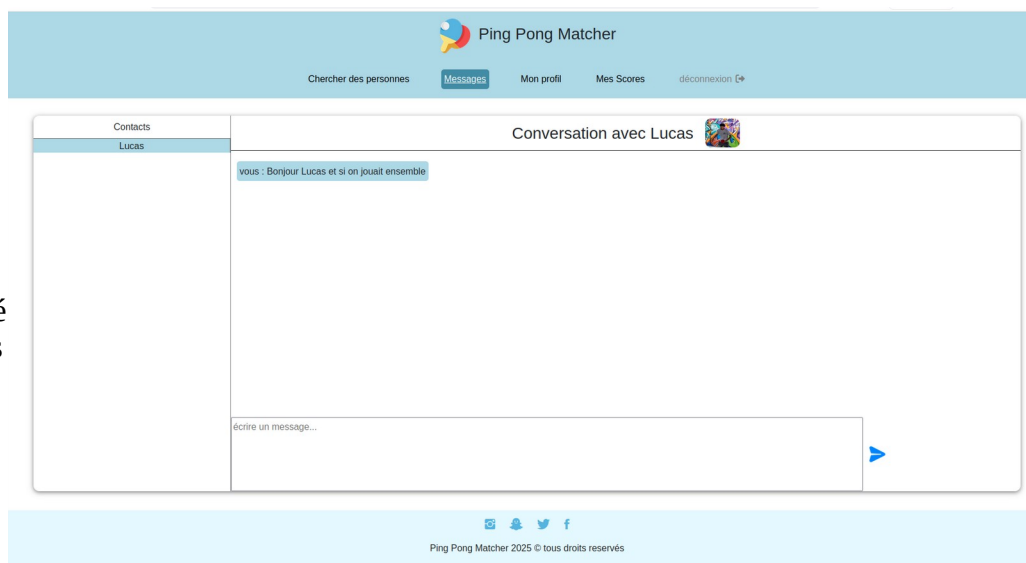 Ping Pong Matcher
Chercher des personnes Messages Mon profil Mes Scores déconnexion
Contacts
Lucas
Conversation avec Lucas
vous : Bonjour Lucas et si on jouait ensemble
é
s
écrire un message...
Ping Pong Matcher 2025 © tous droits reservés